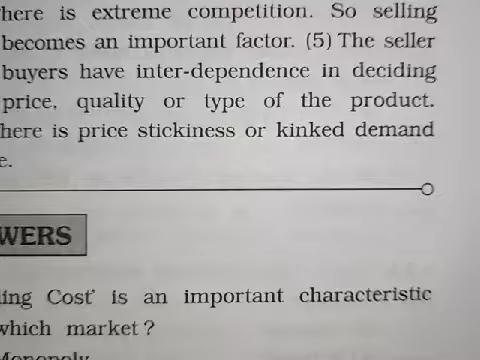 here is extreme competition. So selling
becomes an important factor. (5) The seller
buyers have inter-dependence in deciding
price, quality or type of the product.
here is price stickiness or kinked demand
e.
WERS
ling Cost' is an important characteristic
which market ?
Monopoly